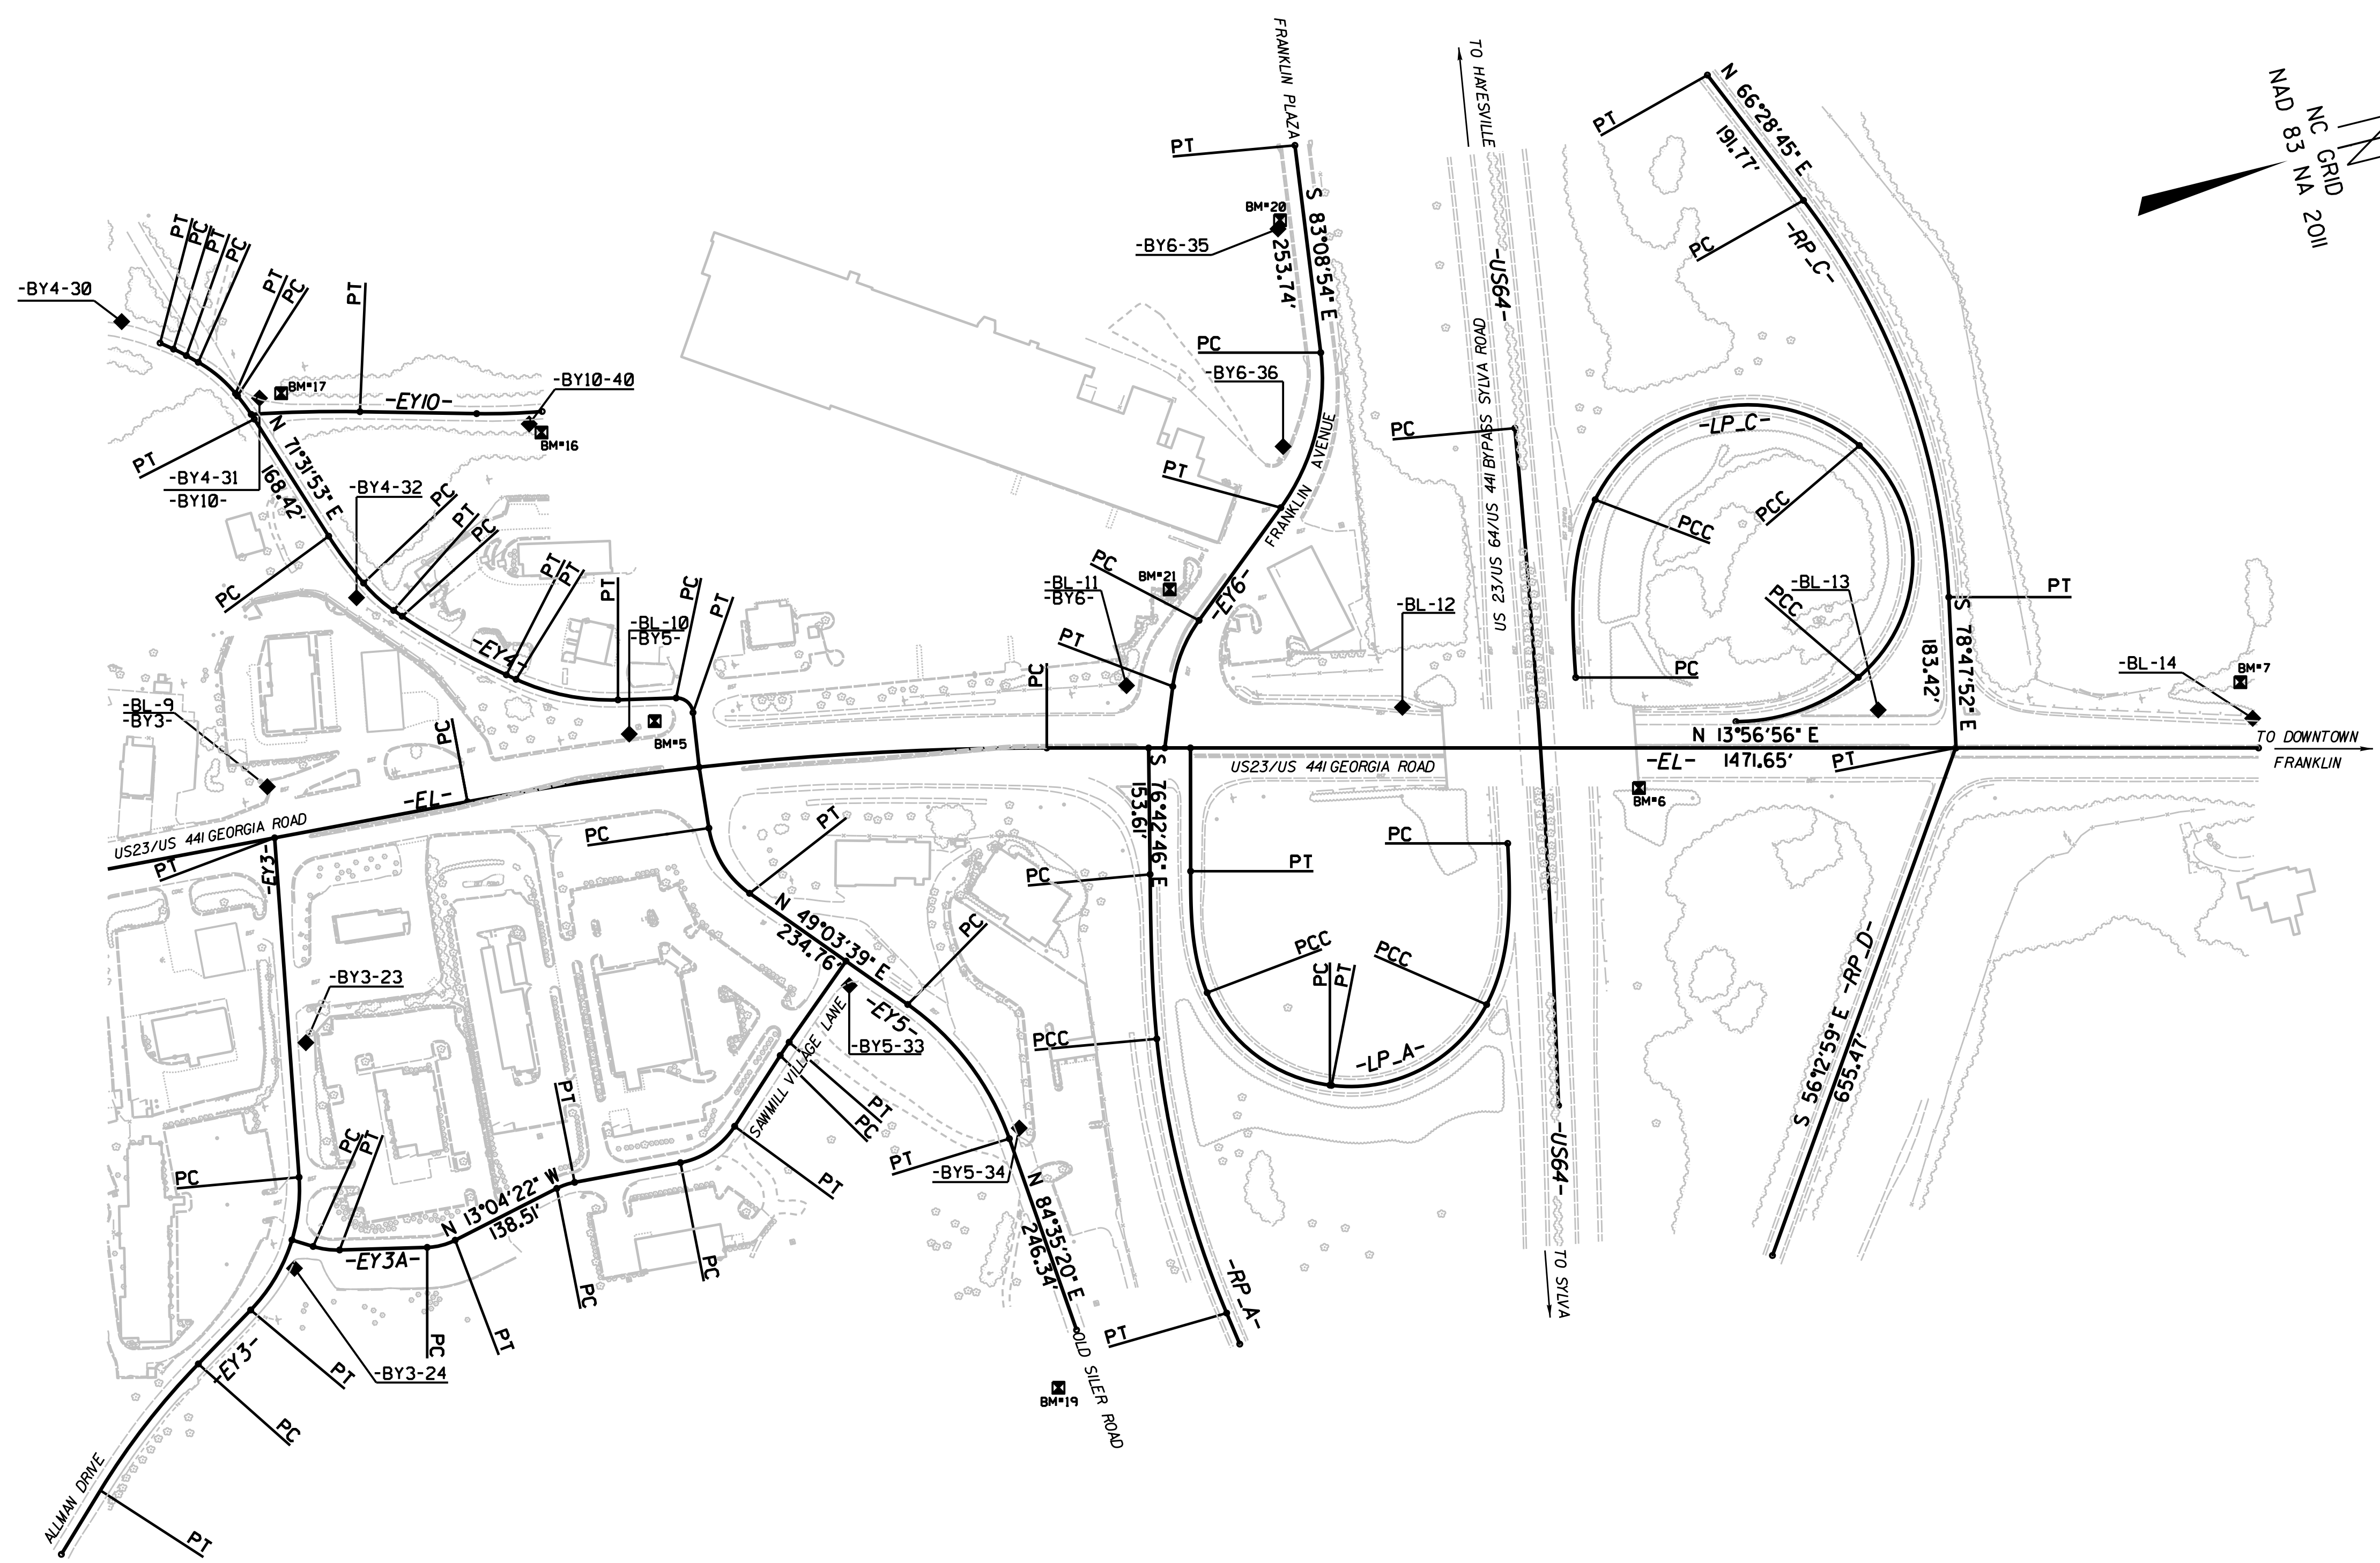 FRANKLIN PLAZA
TO HAYESVILLE
N 66°28'45" E
191.77'
NC GRID
NAD 83 NA 2011
PT
PT
PC
-RP_C-
S 83°08'54" E
253.74'
BM#20
-BY6-35
-US64-
PT
PC
PT
PC
PT
PC
PT
-BY4-30
BM#17
-EY10-
-BY10-40
BM#16
PC
-BY6-36
US 23/US 64/US 441 BYPASS SYLVA ROAD
PC
-LP_C-
PT
N 71°31'53" E
168.42'
-BY4-31
-BY10-
-BY4-32
PC
PT
PC
PT
FRANKLIN AVENUE
PCC
PCC
PC
PT
PT
PT
PC
PT
-BL-10
-BY5-
-EY4-
BM#5
PC
BM#21
-BL-11
-BY6-
-EY6-
PT
PC
-BL-12
PCC
-BL-13
PC
PT
S 78°47'52" E
183.42'
-BL-14
BM#7
-BL-9
-BY3-
PC
N 13°56'56" E
-EL-
1471.65'
PT
TO DOWNTOWN
FRANKLIN
US23/US 441 GEORGIA ROAD
BM#6
-EL-
US23/US 441 GEORGIA ROAD
PT
-EY3-
PC
PT
S 76°42'46" E
153.61'
PC
PC
PT
N 49°03'39" E
234.76'
PC
PCC
PC
PT
PCC
-EY5-
-BY3-23
SAWMILL VILLAGE LANE
-BY5-33
PCC
-LP_A-
S 56°12'59" E
655.47'
-RP_D-
PT
PC
PT
PC
PT
PC
PT
N 13°04'22" W
138.51'
-EY3A-
PT
-BY5-34
-US64-
PC
PC
N 84°35'20" E
246.34'
-RP_A-
TO SYLVA
PC
PT
PT
-EY3-
PT
-BY3-24
PC
BM#19
OLD SILER ROAD
ALLMAN DRIVE
PT